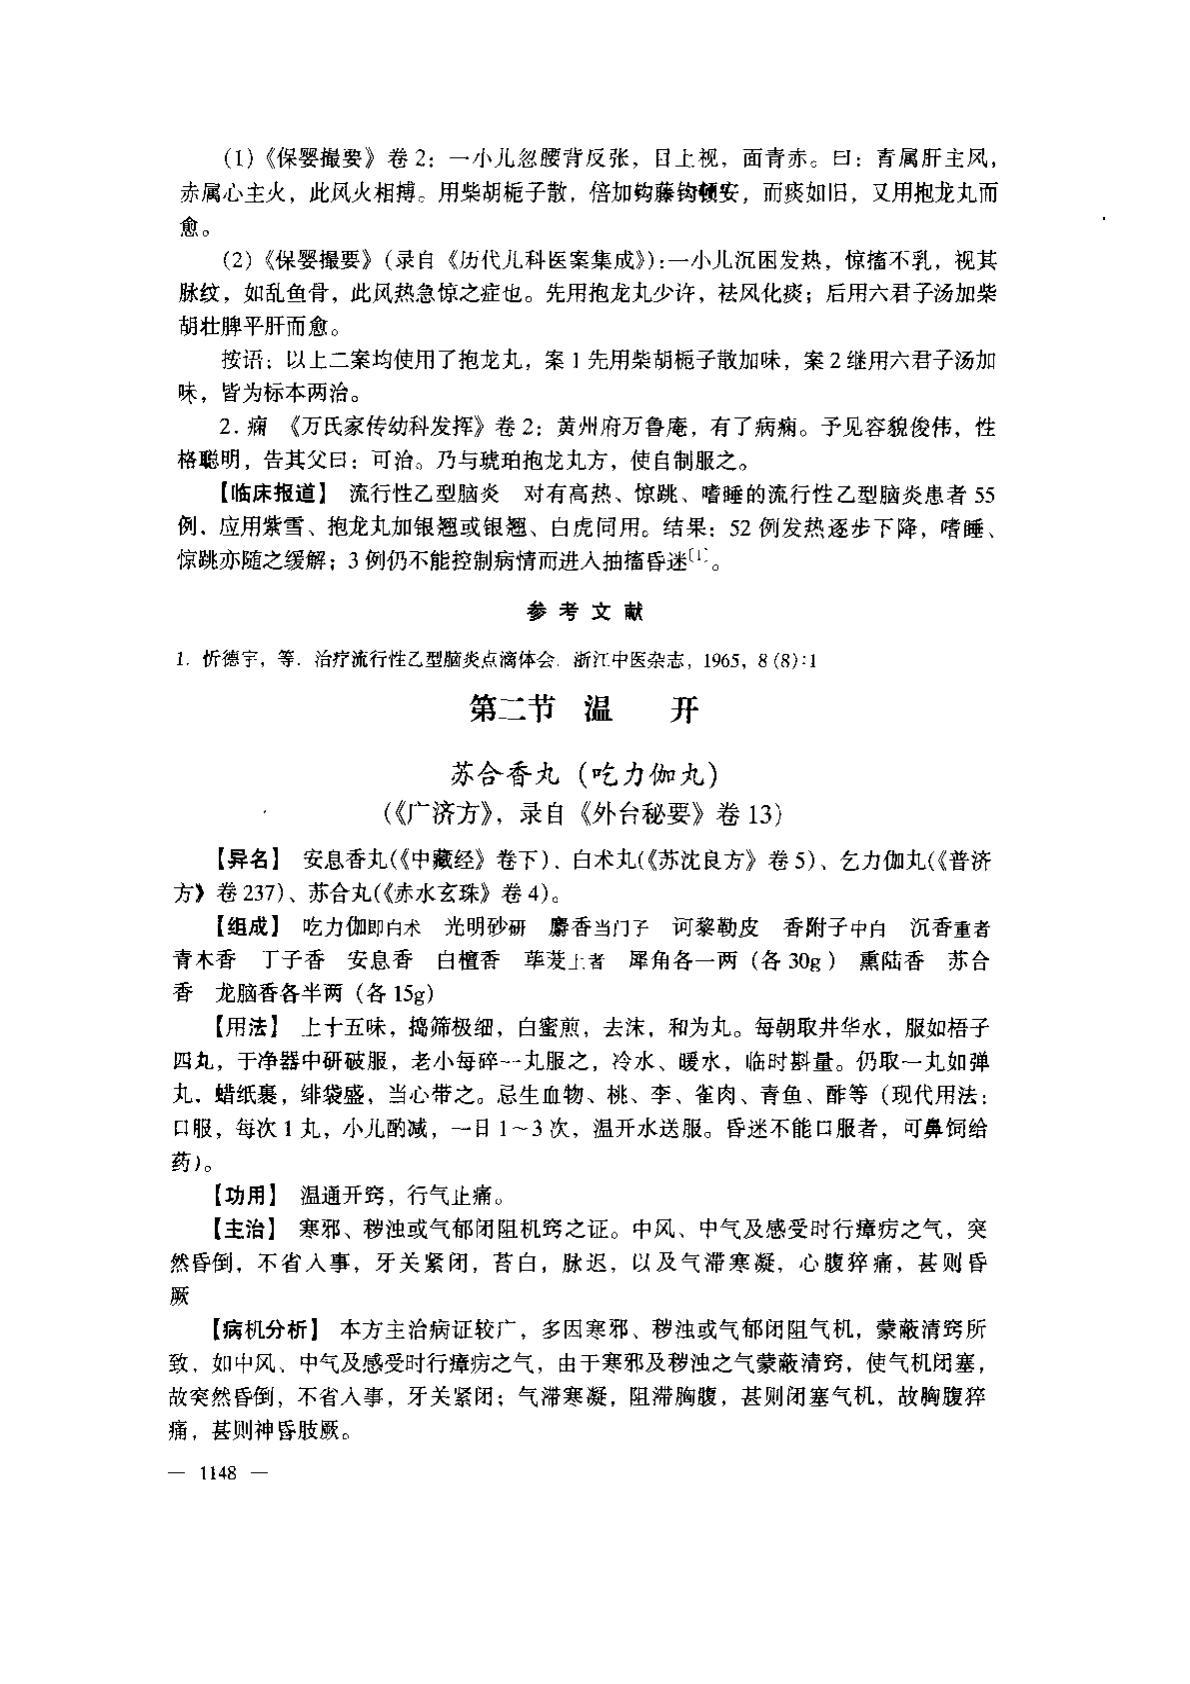 (1)《保婴撮要》卷 2：一小儿忽腰背反张，目上视，面青赤。曰：青属肝主风，
赤属心主火，此风火相搏。用柴胡栀子散，倍加钩藤钩顿安，而痰如旧，又用抱龙丸而
愈。
(2)《保婴撮要》(录自《历代儿科医案集成》)：一小儿沉困发热，惊搐不乳，视其
脉纹，如乱鱼骨，此风热急惊之症也。先用抱龙丸少许，祛风化痰；后用六君子汤加柴
胡壮脾平肝而愈。
按语：以上二案均使用了抱龙丸，案 1 先用柴胡栀子散加味，案 2 继用六君子汤加
味，皆为标本两治。
2. 痫　《万氏家传幼科发挥》卷 2：黄州府万鲁庵，有了病痫。予见容貌俊伟，性
格聪明，告其父曰：可治。乃与琥珀抱龙丸方，使自制服之。
【临床报道】　流行性乙型脑炎　对有高热、惊跳、嗜睡的流行性乙型脑炎患者 55
例，应用紫雪、抱龙丸加银翘或银翘、白虎同用。结果：52 例发热逐步下降，嗜睡、
惊跳亦随之缓解；3 例仍不能控制病情而进入抽搐昏迷〔1〕。
参 考 文 献
1. 忻德宇，等. 治疗流行性乙型脑炎点滴体会. 浙江中医杂志，1965，8 (8)：1
第二节　温　　开
苏合香丸（吃力伽丸）
(《广济方》，录自《外台秘要》卷 13)
【异名】　安息香丸(《中藏经》卷下)、白术丸(《苏沈良方》卷 5)、乞力伽丸(《普济
方》卷 237)、苏合丸(《赤水玄珠》卷 4)。
【组成】　吃力伽即白术　光明砂研　麝香当门子　诃黎勒皮　香附子中白　沉香重者
青木香　丁子香　安息香　白檀香　荜茇上者　犀角各一两（各 30g）　熏陆香　苏合
香　龙脑香各半两（各 15g）
【用法】　上十五味，捣筛极细，白蜜煎，去沫，和为丸。每朝取井华水，服如梧子
四丸，于净器中研破服，老小每碎一丸服之，冷水、暖水，临时斟量。仍取一丸如弹
丸，蜡纸裹，绯袋盛，当心带之。忌生血物、桃、李、雀肉、青鱼、酢等（现代用法：
口服，每次 1 丸，小儿酌减，一日 1～3 次，温开水送服。昏迷不能口服者，可鼻饲给
药）。
【功用】　温通开窍，行气止痛。
【主治】　寒邪、秽浊或气郁闭阻机窍之证。中风、中气及感受时行瘴疠之气，突
然昏倒，不省人事，牙关紧闭，苔白，脉迟，以及气滞寒凝，心腹猝痛，甚则昏
厥
【病机分析】　本方主治病证较广，多因寒邪、秽浊或气郁闭阻气机，蒙蔽清窍所
致，如中风、中气及感受时行瘴疠之气，由于寒邪及秽浊之气蒙蔽清窍，使气机闭塞，
故突然昏倒，不省人事，牙关紧闭；气滞寒凝，阻滞胸腹，甚则闭塞气机，故胸腹猝
痛，甚则神昏肢厥。
— 1148 —